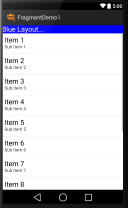 5:00
FragmentDemo1
Blue Layout...
Item 1
Sub Item 1
Item 2
Sub Item 2
Item 3
Sub Item 3
Item 4
Sub Item 4
Item 5
Sub Item 5
Item 6
Sub Item 6
Item 7
Sub Item 7
Item 8